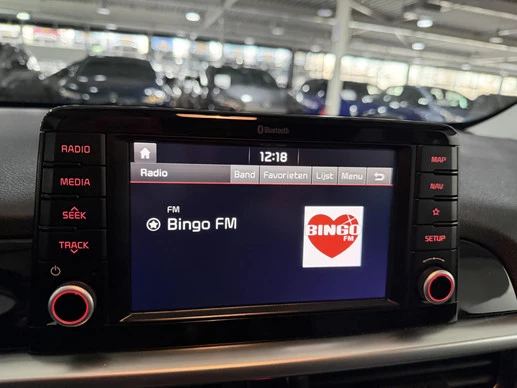 Bluetooth
12:18
Radio Band Favorieten Lijst Menu
FM
Bingo FM
BINGO
FM
RADIO
MEDIA
SEEK
TRACK
MAP
NAV
SETUP